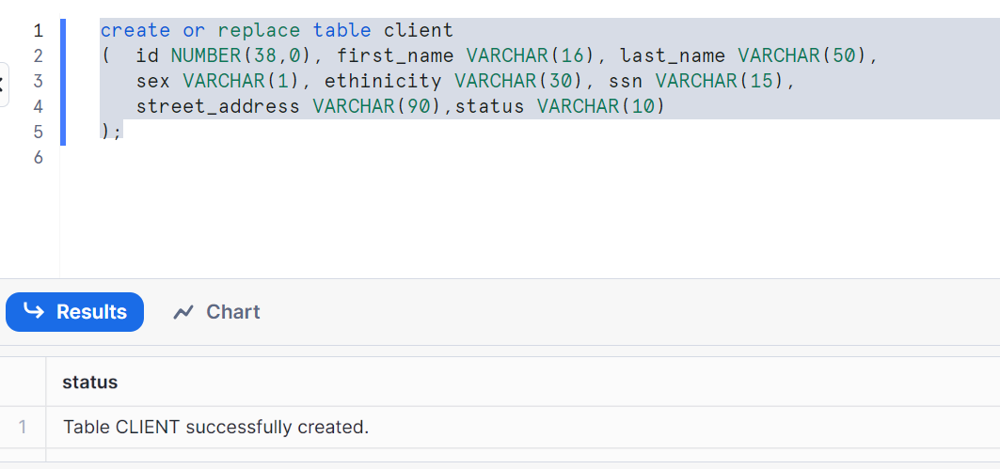 1 create or replace table client
2 ( id NUMBER(38,0), first_name VARCHAR(16), last_name VARCHAR(50),
3 sex VARCHAR(1), ethinicity VARCHAR(30), ssn VARCHAR(15),
4 street_address VARCHAR(90),status VARCHAR(10)
5 );
6
Results Chart
status
1 Table CLIENT successfully created.